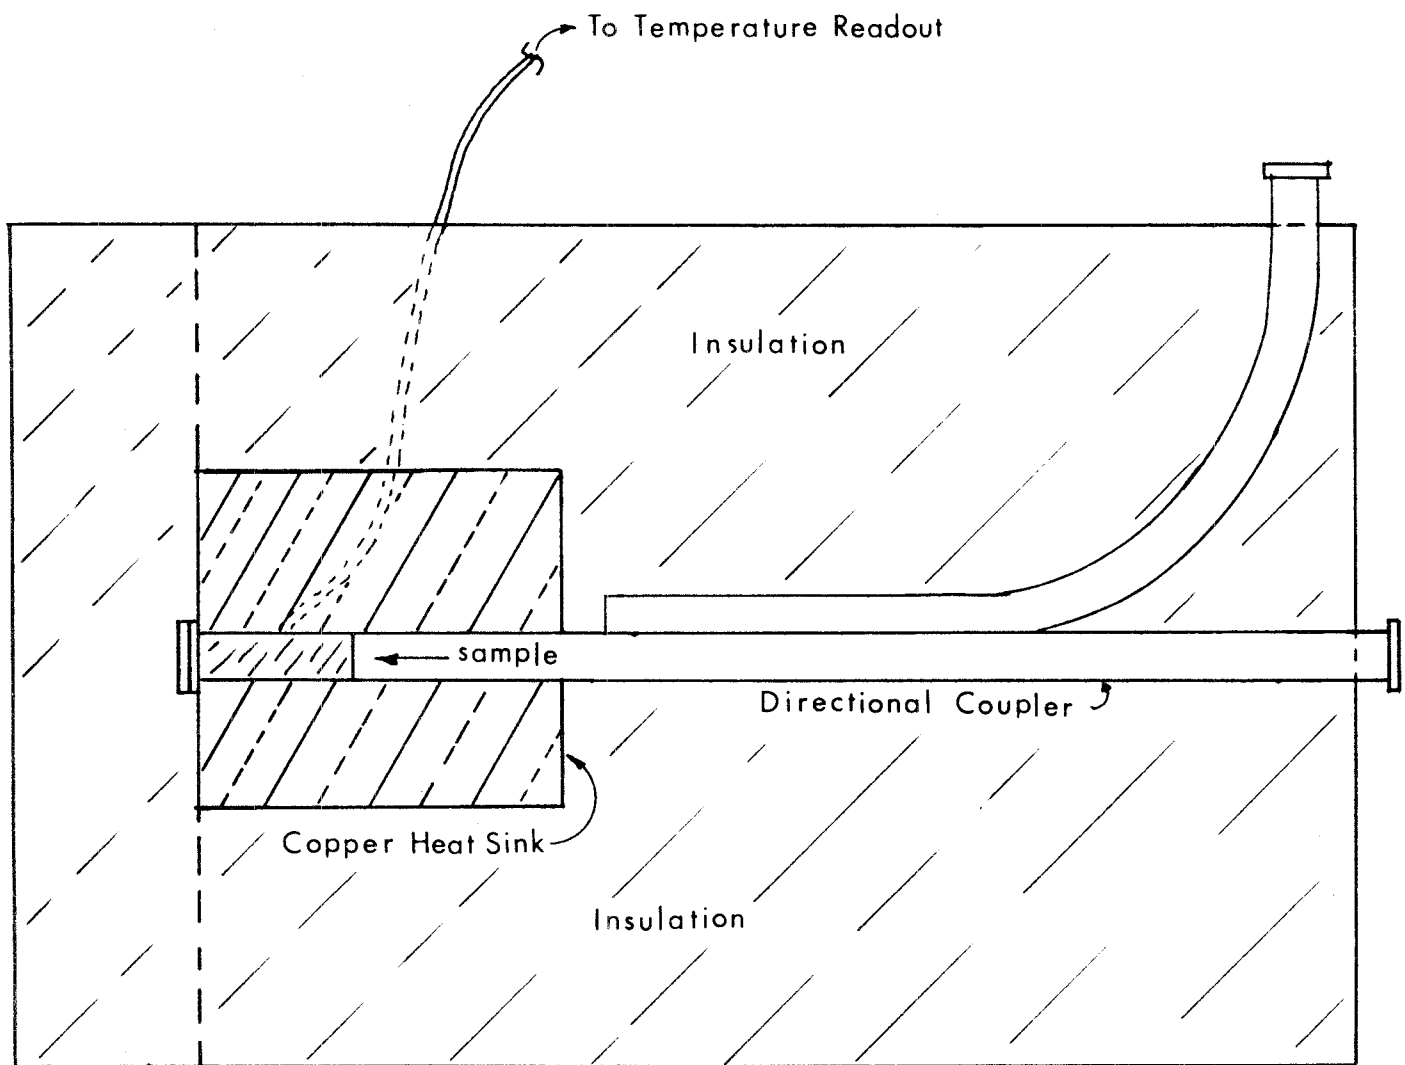 To Temperature Readout
Insulation
sample
Directional Coupler
Copper Heat Sink
Insulation